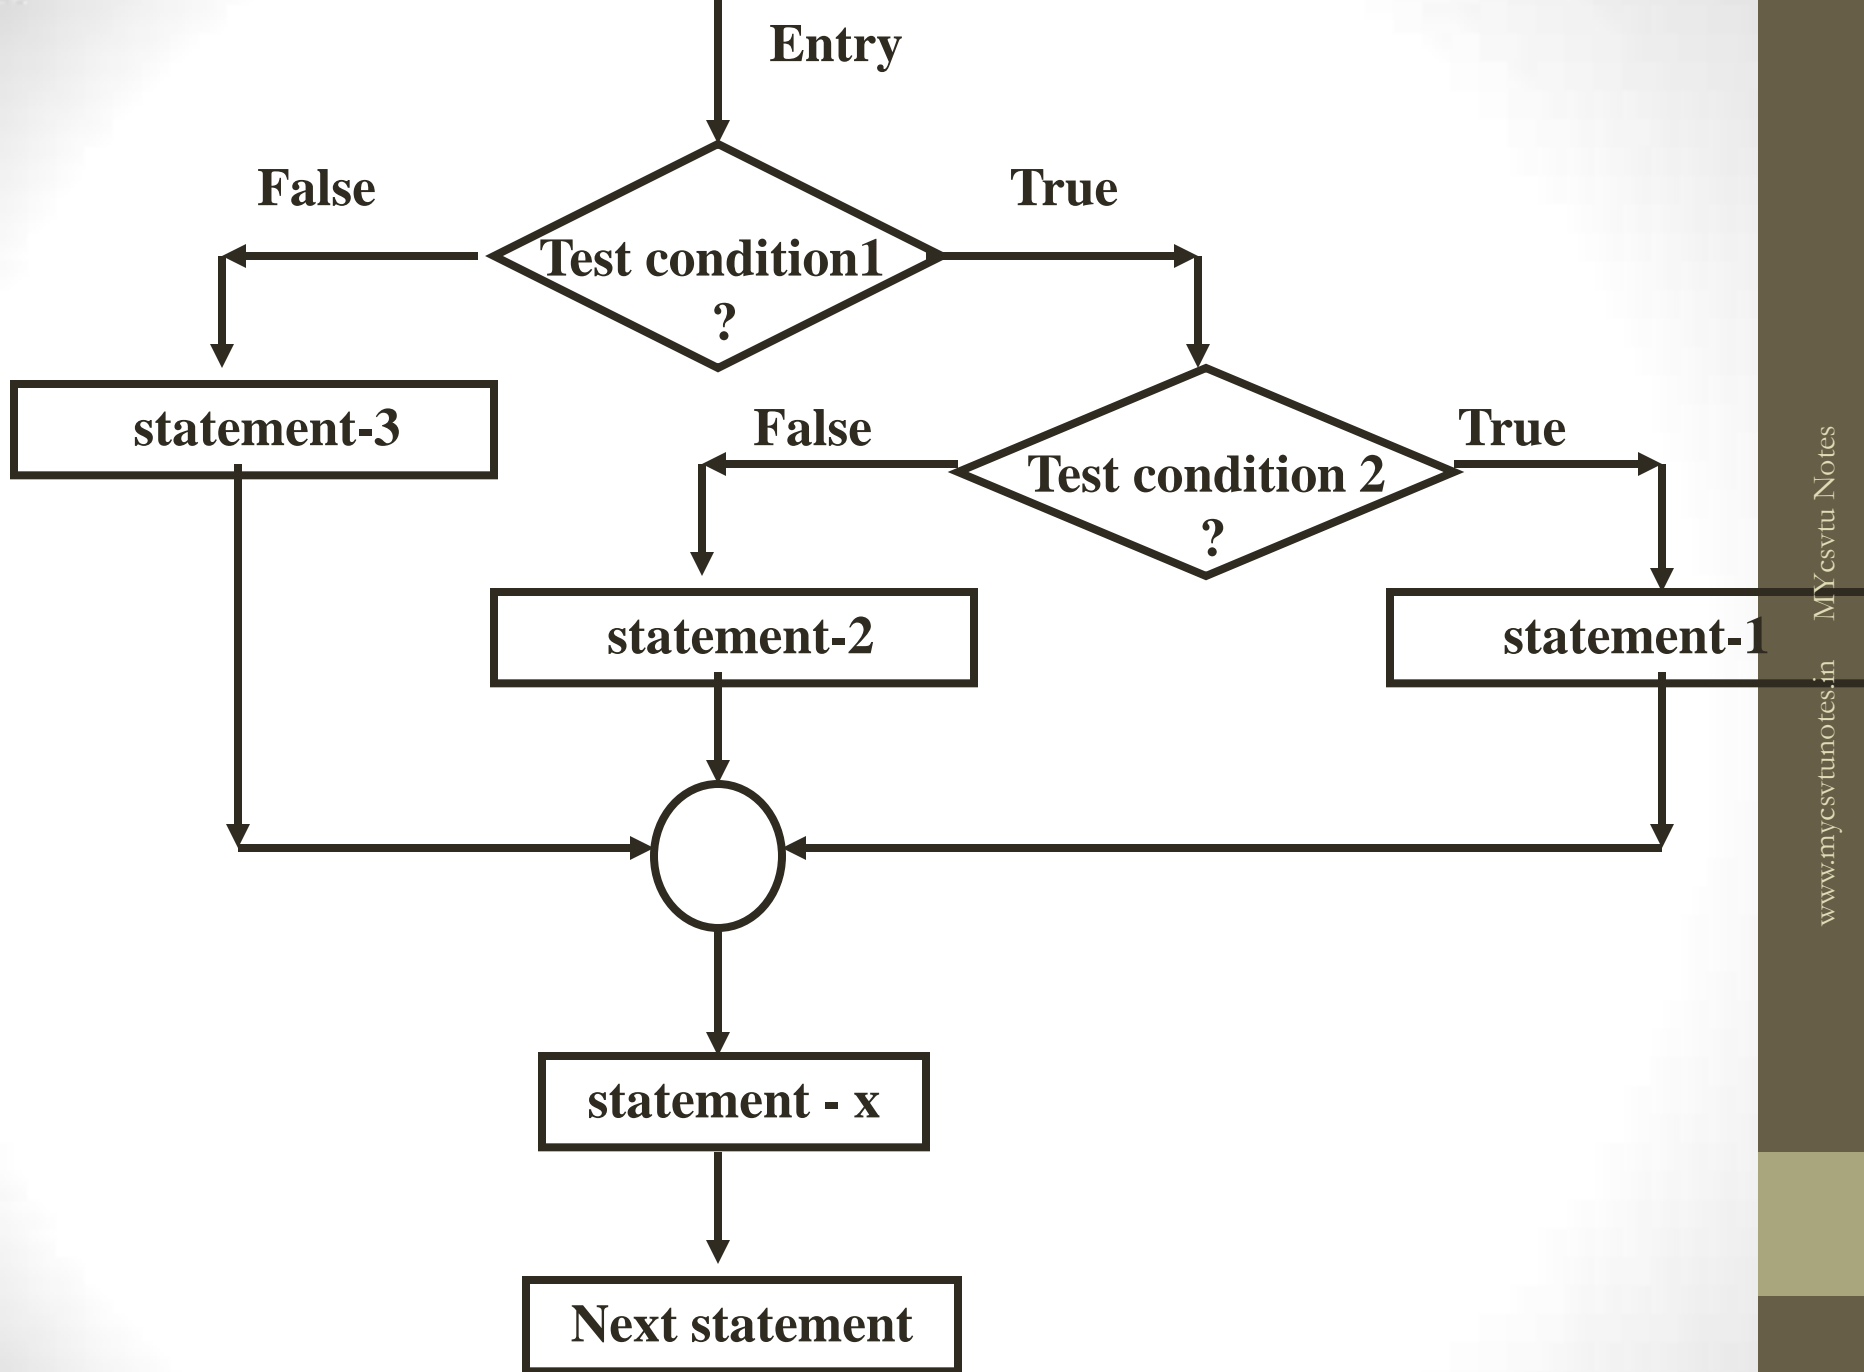 Entry
False
True
Test condition1
?
statement-3
False
True
Test condition 2
?
statement-2
statement-1
statement - x
Next statement
www.mycsvtunotes.in MYcsvtu Notes